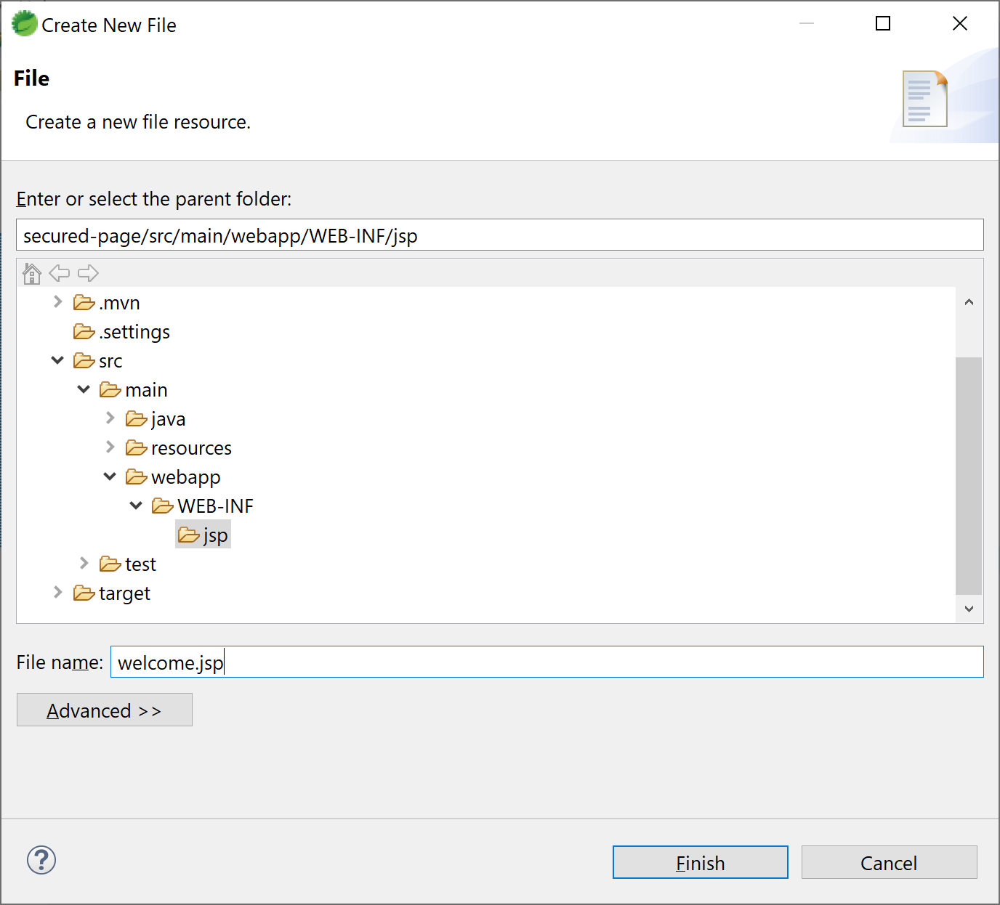 Create New File
File
Create a new file resource.
Enter or select the parent folder:
secured-page/src/main/webapp/WEB-INF/jsp
.mvn
.settings
src
main
java
resources
webapp
WEB-INF
jsp
test
target
File name: welcome.jsp
Advanced >>
?
Finish Cancel